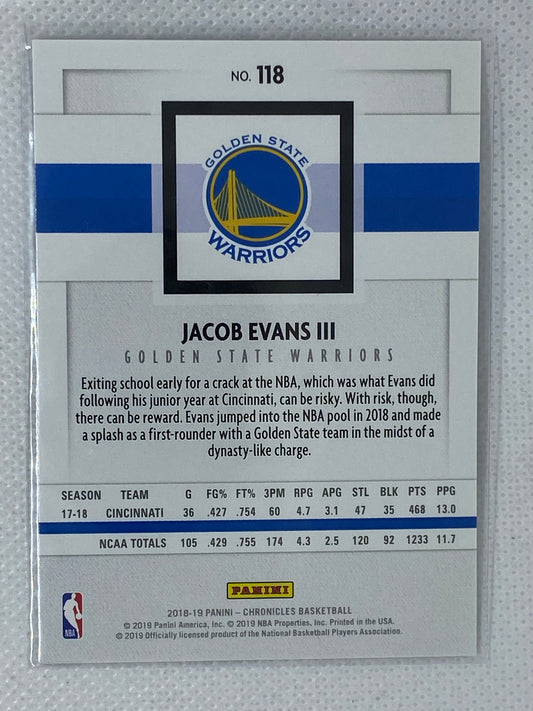 NO. 118
GOLDEN STATE
WARRIORS
JACOB EVANS III
GOLDEN STATE WARRIORS
Exiting school early for a crack at the NBA, which was what Evans did
following his junior year at Cincinnati, can be risky. With risk, though,
there can be reward. Evans jumped into the NBA pool in 2018 and made
a splash as a first-rounder with a Golden State team in the midst of a
dynasty-like charge.
SEASON TEAM G FG% FT% 3PM RPG APG STL BLK PTS PPG
17-18 CINCINNATI 36 .427 .754 60 4.7 3.1 47 35 468 13.0
NCAA TOTALS 105 .429 .755 174 4.3 2.5 120 92 1233 11.7
PANINI
2018-19 PANINI – CHRONICLES BASKETBALL
© 2019 Panini America, Inc. © 2019 NBA Properties, Inc. Printed in the USA.
© 2019 Officially licensed product of the National Basketball Players Association.
NBA